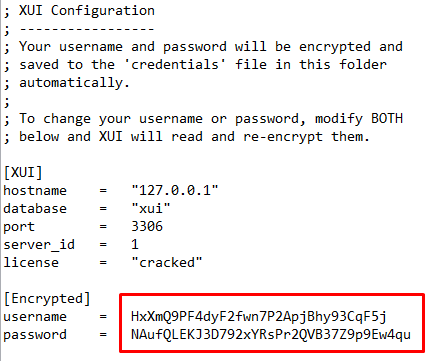 ; XUI Configuration
; -----------------
; Your username and password will be encrypted and
; saved to the 'credentials' file in this folder
; automatically.
;
; To change your username or password, modify BOTH
; below and XUI will read and re-encrypt them.
[XUI]
hostname    =   "127.0.0.1"
database    =   "xui"
port        =   3306
server_id   =   1
license     =   "cracked"
[Encrypted]
username    =   HxXmQ9PF4dyF2fwn7P2ApjBhy93CqF5j
password    =   NAufQLEKJ3D792xYRsPr2QVB37Z9p9Ew4qu